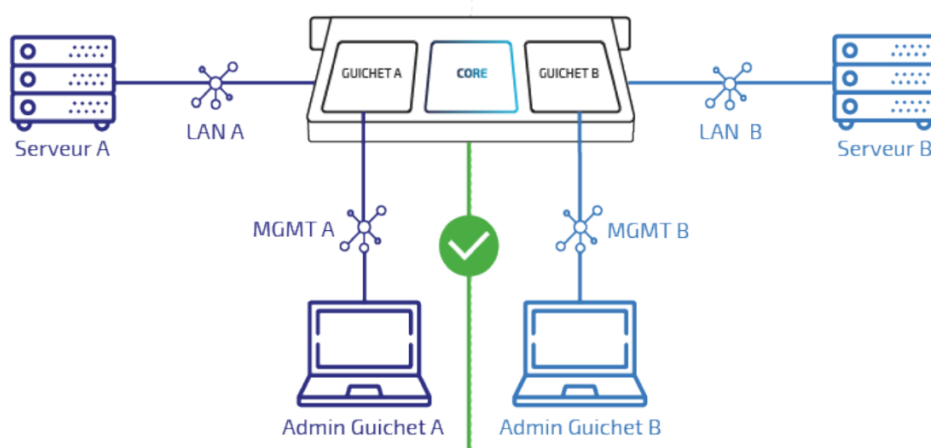 GUICHET A
CORE
GUICHET B
LAN A
LAN B
Serveur A
Serveur B
MGMT A
MGMT B
Admin Guichet A
Admin Guichet B